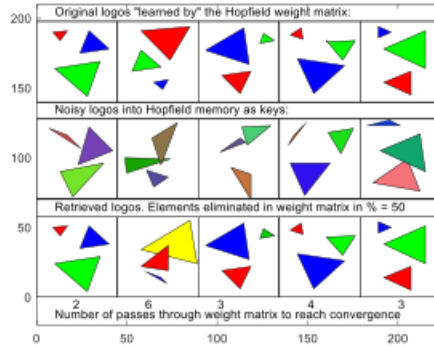 200
Original logos "learned by" the Hopfield weight matrix:
150
Noisy logos into Hopfield memory as keys:
100
Retrieved logos. Elements eliminated in weight matrix in % = 50
50
0
2 6 3 4 3
Number of passes through weight matrix to reach convergence
0 50 100 150 200